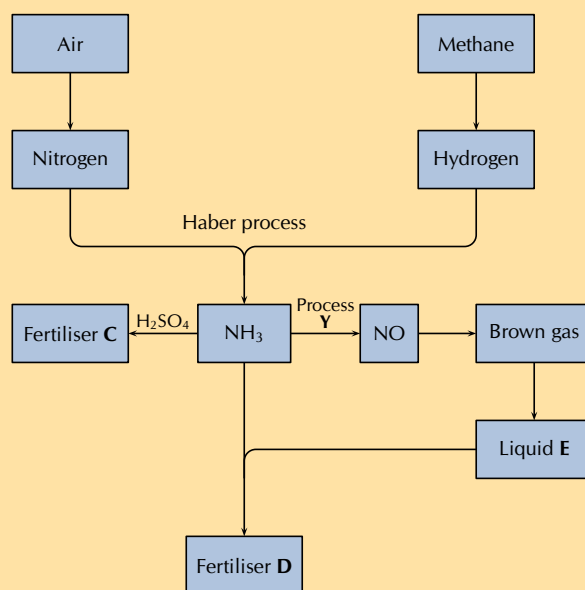 Air
Methane
Nitrogen
Hydrogen
Haber process
Fertiliser C
H₂SO₄
NH₃
Process
Y
NO
Brown gas
Liquid E
Fertiliser D